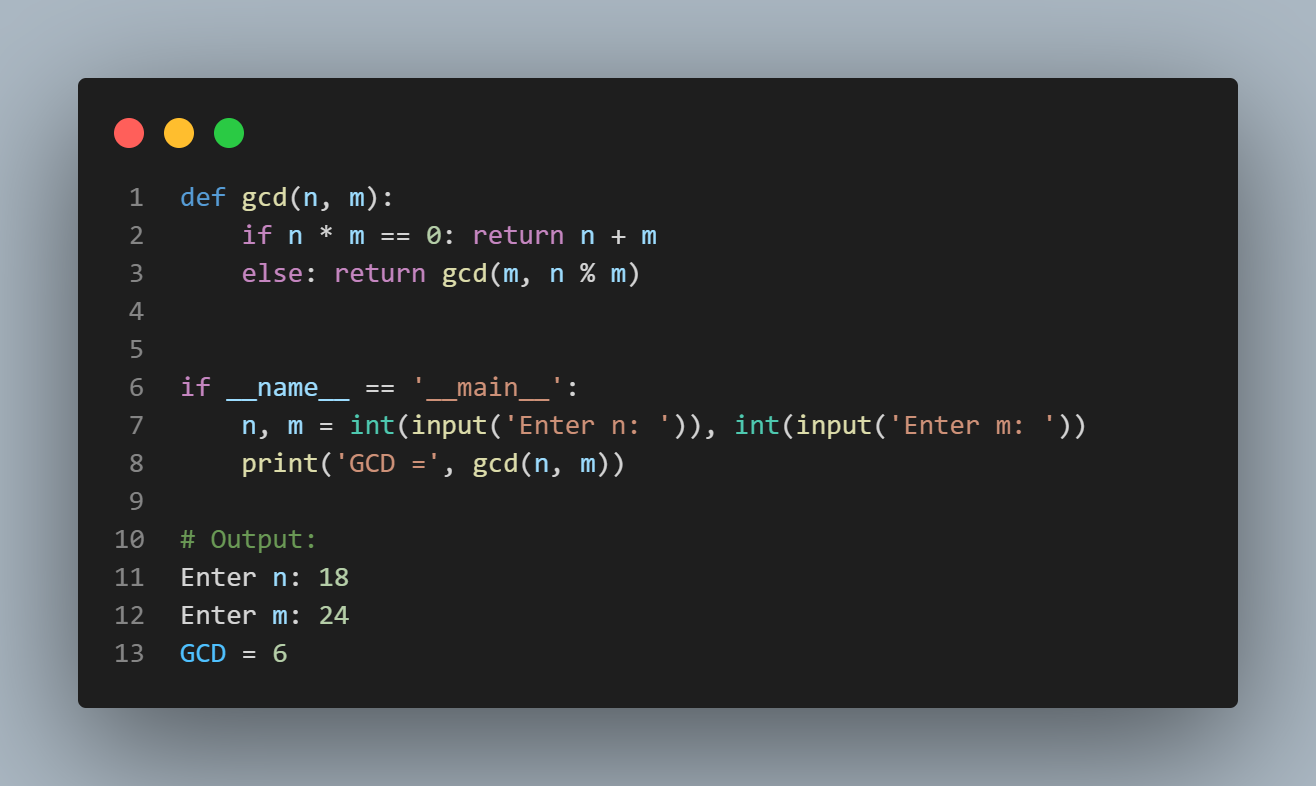 1 def gcd(n, m):
2     if n * m == 0: return n + m
3     else: return gcd(m, n % m)
4
5
6 if __name__ == '__main__':
7     n, m = int(input('Enter n: ')), int(input('Enter m: '))
8     print('GCD =', gcd(n, m))
9
10 # Output:
11 Enter n: 18
12 Enter m: 24
13 GCD = 6